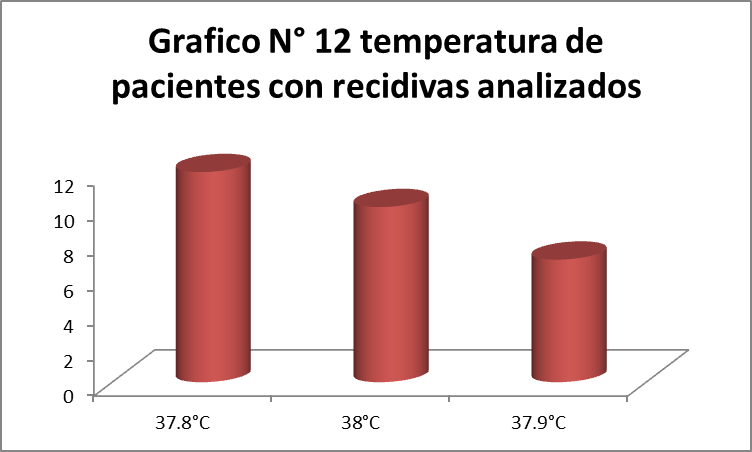 Grafico N° 12 temperatura de
pacientes con recidivas analizados
12
10
8
6
4
2
0
37.8°C 38°C 37.9°C